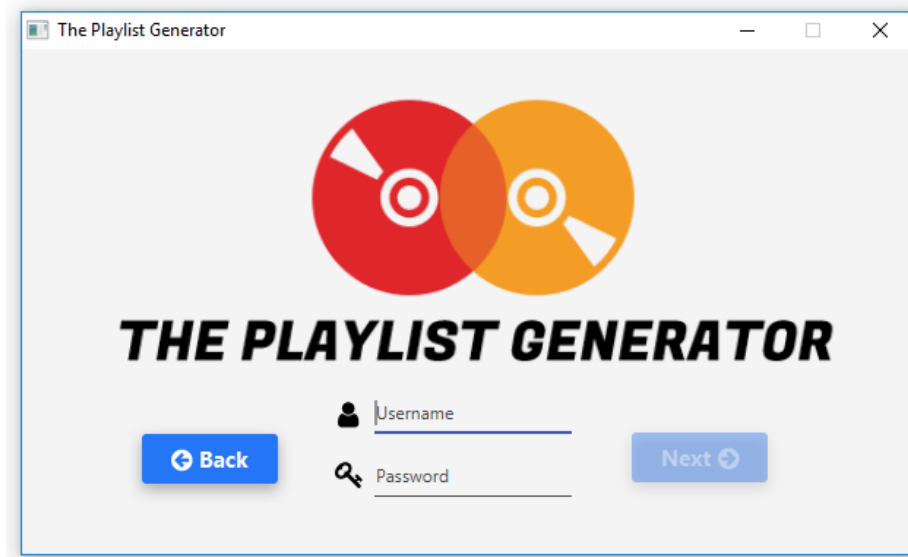 The Playlist Generator
THE PLAYLIST GENERATOR
Username
Back
Next
Password